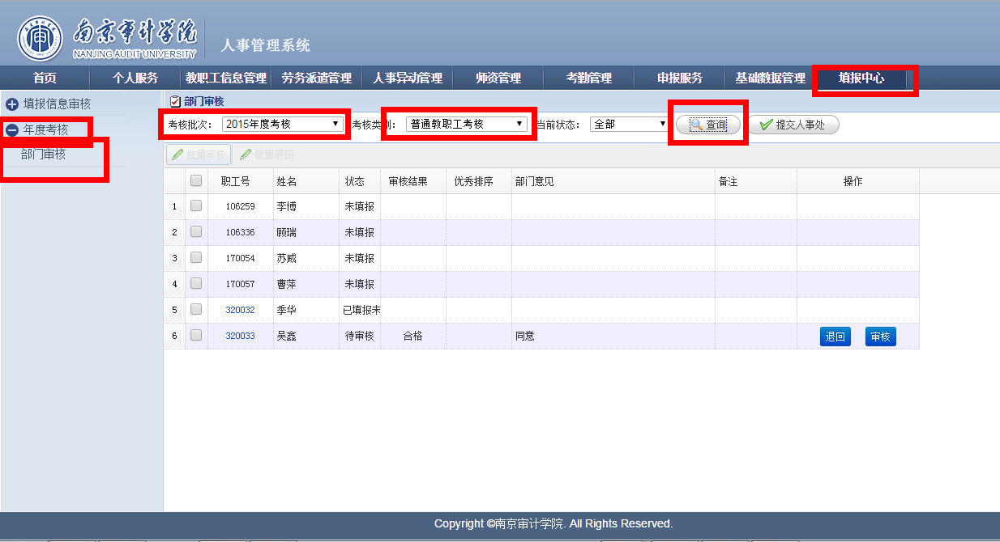 南京审计学院
NANJING AUDIT UNIVERSITY
人事管理系统
首页 个人服务 教职工信息管理 劳务派遣管理 人事异动管理 师资管理 考勤管理 申报服务 基础数据管理 填报中心
填报信息审核
年度考核
部门审核
部门审核
考核批次： 2015年度考核 考核类别： 普通教职工考核 当前状态： 全部 查询 提交人事处
批量审核 批量退回
职工号 姓名 状态 审核结果 优秀排序 部门意见 备注 操作
1 106259 李博 未填报
2 106336 顾瑞 未填报
3 170054 苏威 未填报
4 170057 曹萍 未填报
5 320032 季华 已填报未
6 320033 吴鑫 待审核 合格 同意 退回 审核
Copyright ©南京审计学院. All Rights Reserved.